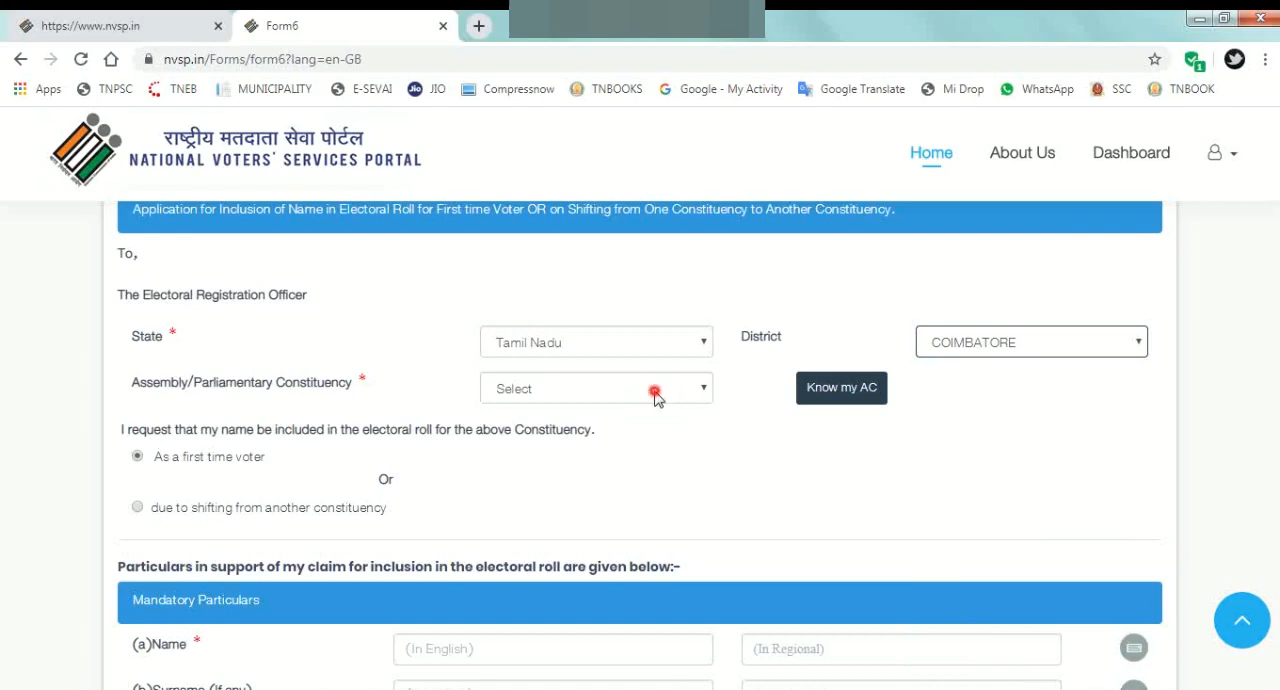 https://www.nvsp.in
Form6
nvsp.in/Forms/form6?lang=en-GB
Apps TNPSC TNEB MUNICIPALITY E-SEVAI Jio JIO Compressnow TNBOOKS Google - My Activity Google Translate Mi Drop WhatsApp SSC TNBOOK
राष्ट्रीय मतदाता सेवा पोर्टल
NATIONAL VOTERS' SERVICES PORTAL
Home About Us Dashboard
Application for Inclusion of Name in Electoral Roll for First time Voter OR on Shifting from One Constituency to Another Constituency.
To,
The Electoral Registration Officer
State * Tamil Nadu District COIMBATORE
Assembly/Parliamentary Constituency * Select Know my AC
I request that my name be included in the electoral roll for the above Constituency.
As a first time voter
Or
due to shifting from another constituency
Particulars in support of my claim for inclusion in the electoral roll are given below:-
Mandatory Particulars
(a)Name * (In English) (In Regional)
(b)Surname (if any)